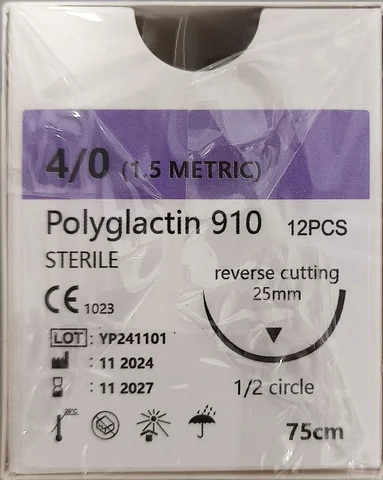 4/0 (1.5 METRIC)
Polyglactin 910 12PCS
STERILE
reverse cutting
25mm
CE 1023
LOT : YP241101
: 11 2024
: 11 2027
1/2 circle
75cm